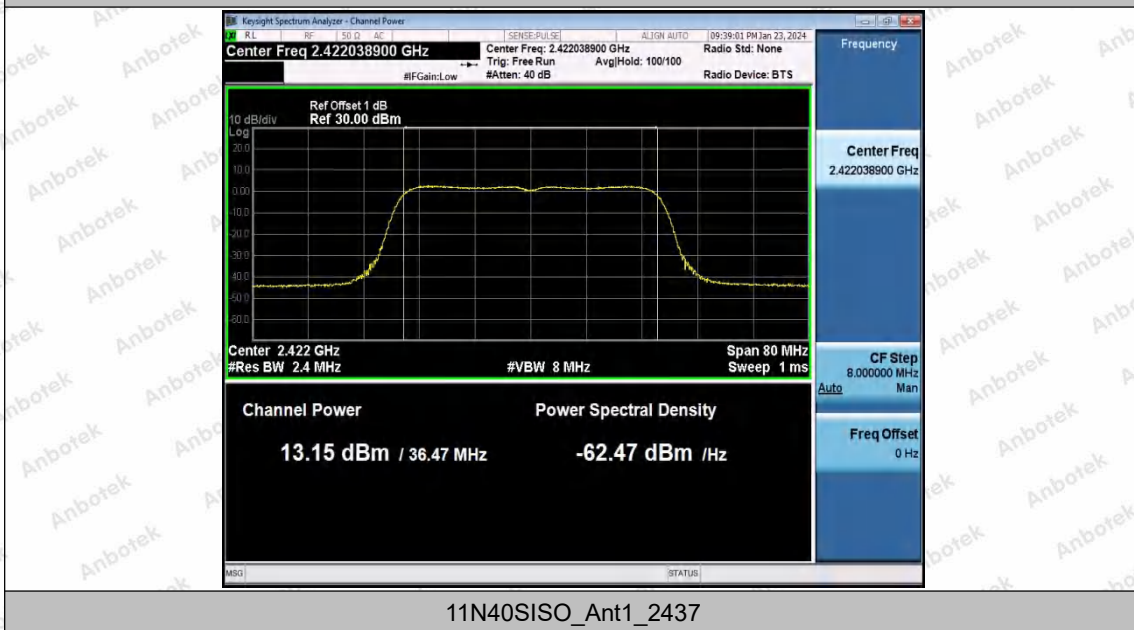 Keysight Spectrum Analyzer - Channel Power
RL RF 50 Ω AC SENSE:PULSE ALIGN AUTO 09:39:01 PM Jan 23, 2024
Center Freq 2.422038900 GHz
Center Freq: 2.422038900 GHz Radio Std: None
Trig: Free Run Avg|Hold: 100/100
#IFGain:Low #Atten: 40 dB Radio Device: BTS
Ref Offset 1 dB
10 dB/div Ref 30.00 dBm
Log
20.0
10.0
0.00
-10.0
-20.0
-30.0
-40.0
-50.0
-60.0
Center 2.422 GHz Span 80 MHz
#Res BW 2.4 MHz #VBW 8 MHz Sweep 1 ms
Channel Power Power Spectral Density
13.15 dBm / 36.47 MHz -62.47 dBm /Hz
MSG STATUS
Frequency
Center Freq
2.422038900 GHz
CF Step
8.000000 MHz
Auto Man
Freq Offset
0 Hz
11N40SISO_Ant1_2437
Anbotek